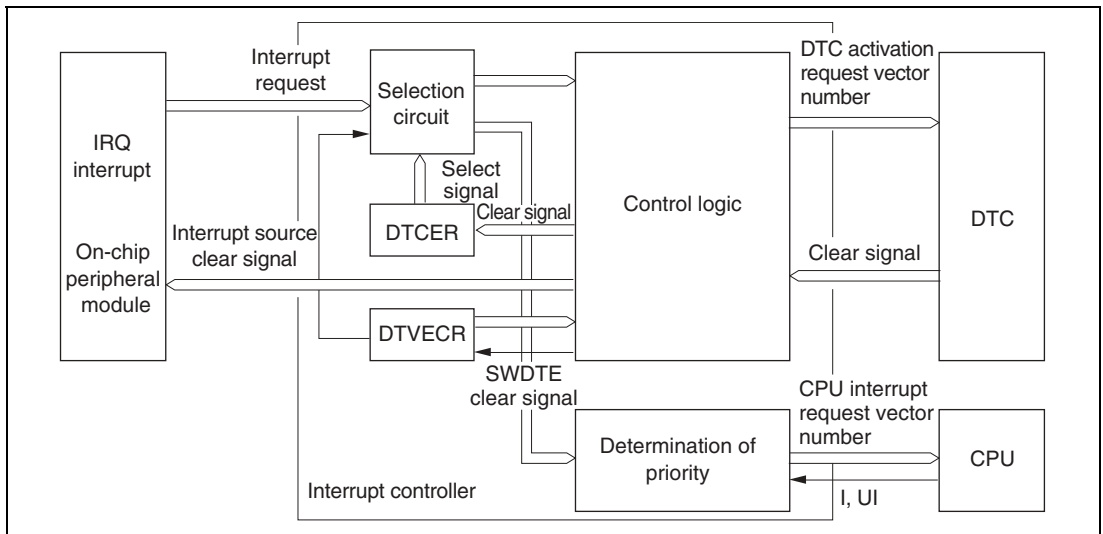 IRQ
interrupt
On-chip
peripheral
module
Interrupt
request
Selection
circuit
Select
signal
DTCER
Clear signal
Interrupt source
clear signal
DTVECR
SWDTE
clear signal
Control logic
DTC activation
request vector
number
DTC
Clear signal
Determination of
priority
CPU interrupt
request vector
number
CPU
I, UI
Interrupt controller